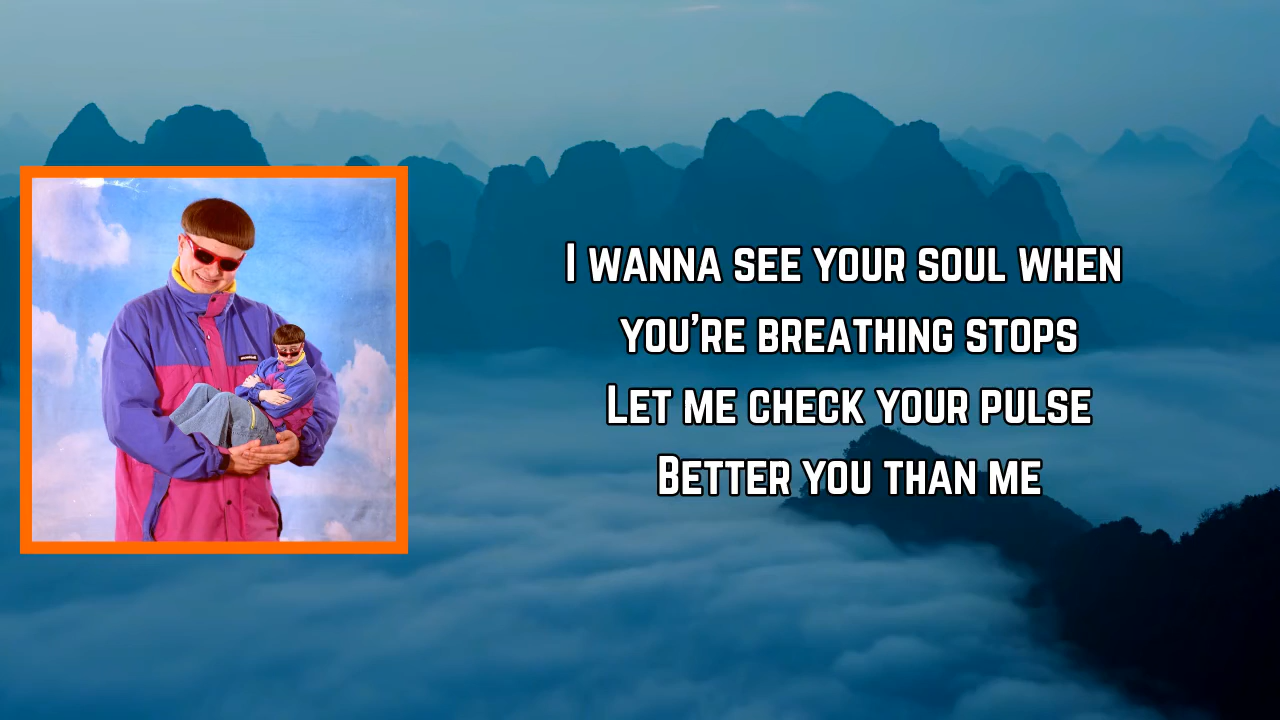 I wanna see your soul when
you're breathing stops
Let me check your pulse
Better you than me